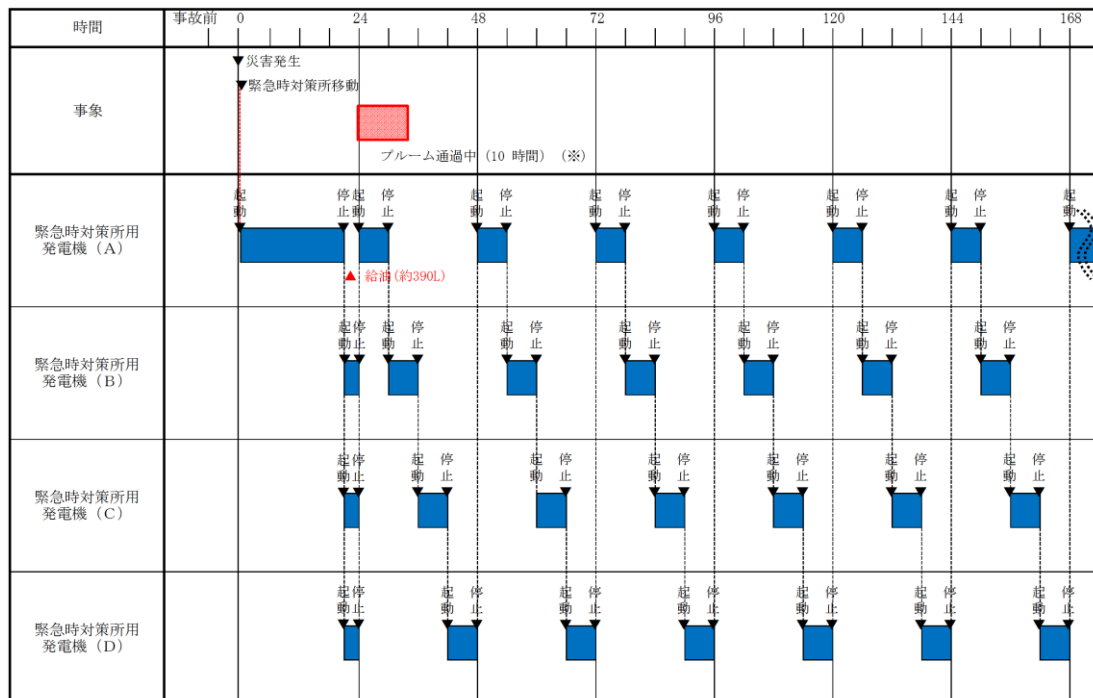 時間
事故前
0
24
48
72
96
120
144
168
事象
災害発生
緊急時対策所移動
プルーム通過中 (10 時間) (※)
緊急時対策所用
発電機(A)
起動
停止
起動
停止
起動
停止
起動
停止
起動
停止
起動
停止
起動
停止
起動
給油(約390L)
緊急時対策所用
発電機(B)
起動
停止
起動
停止
起動
停止
起動
停止
起動
停止
起動
停止
起動
停止
緊急時対策所用
発電機(C)
起動
停止
起動
停止
起動
停止
起動
停止
起動
停止
起動
停止
起動
停止
緊急時対策所用
発電機(D)
起動
停止
起動
停止
起動
停止
起動
停止
起動
停止
起動
停止
起動
停止